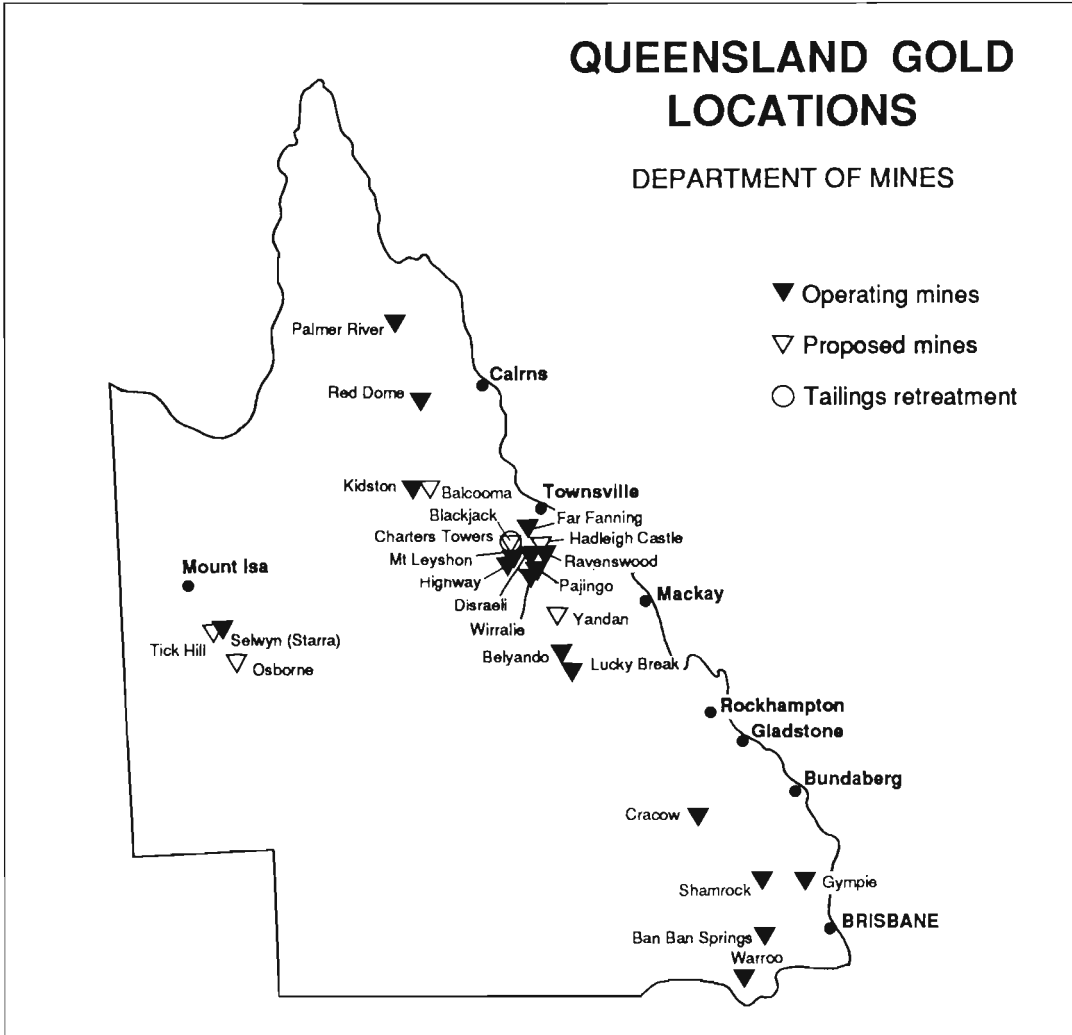 QUEENSLAND GOLD
LOCATIONS
DEPARTMENT OF MINES
Operating mines
Proposed mines
Tailings retreatment
Palmer River
Cairns
Red Dome
Kidston
Balcooma
Townsville
Blackjack
Far Fanning
Charters Towers
Hadleigh Castle
Mt Leyshon
Ravenswood
Highway
Pajingo
Mount Isa
Disraeli
Mackay
Wirralie
Yandan
Tick Hill
Selwyn (Starra)
Osborne
Belyando
Lucky Break
Rockhampton
Gladstone
Bundaberg
Cracow
Shamrock
Gympie
BRISBANE
Ban Ban Springs
Warroo